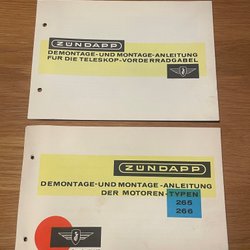 ZÜNDAPP
DEMONTAGE-UND MONTAGE-ANLEITUNG
FÜR DIE TELESKOP-VORDERRADGABEL
ZÜNDAPP
DEMONTAGE-UND MONTAGE-ANLEITUNG
DER MOTOREN-TYPEN
265
266